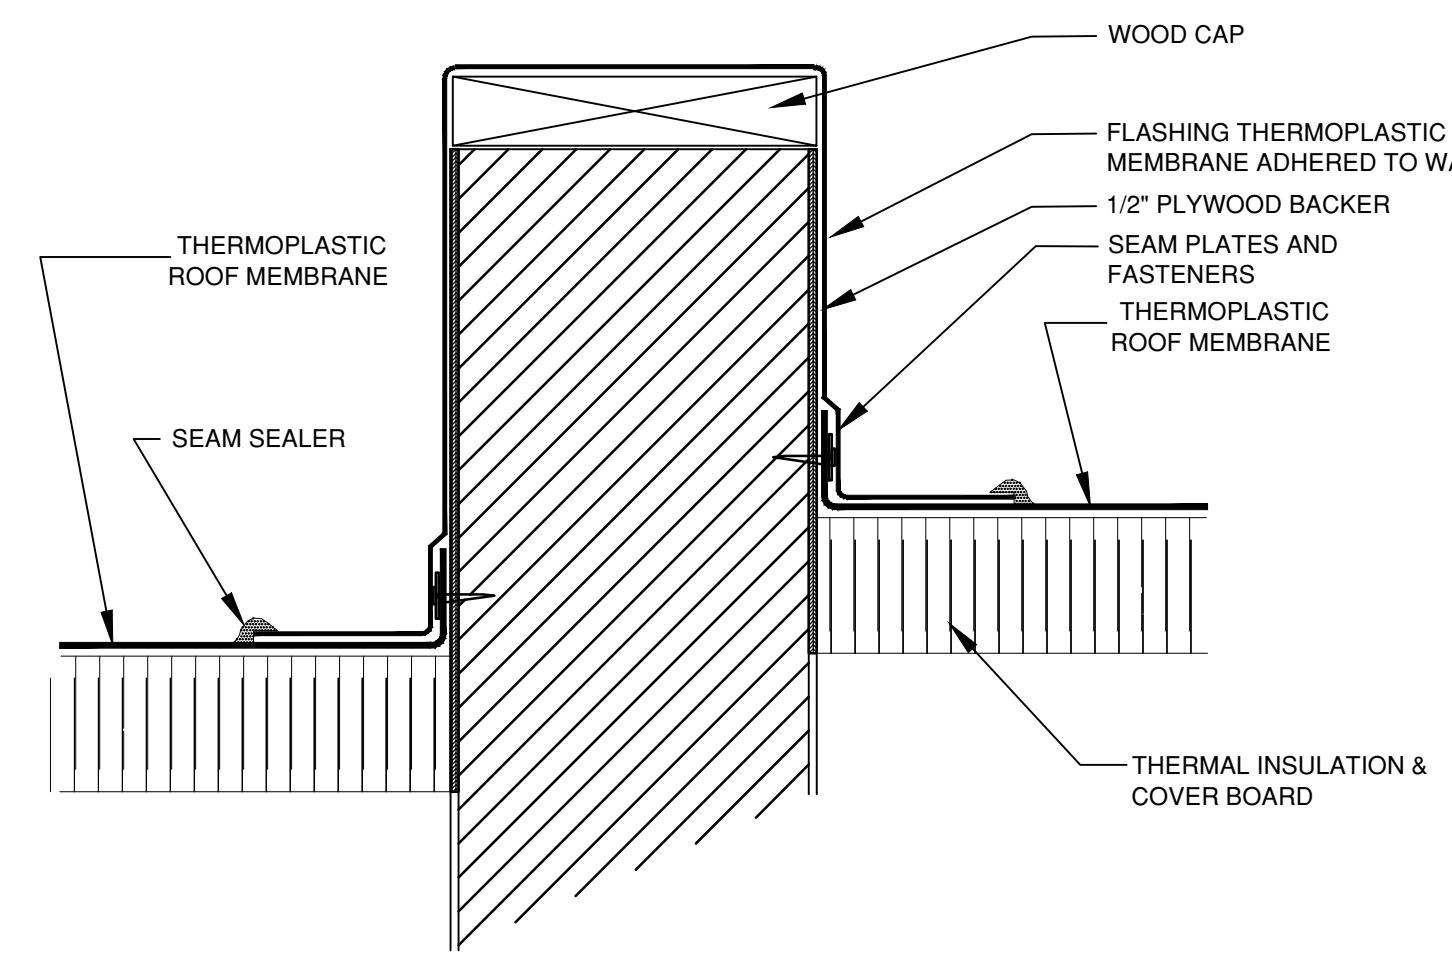 WOOD CAP
FLASHING THERMOPLASTIC
MEMBRANE ADHERED TO
1/2" PLYWOOD BACKER
SEAM PLATES AND
FASTENERS
THERMOPLASTIC
ROOF MEMBRANE
THERMOPLASTIC
ROOF MEMBRANE
SEAM SEALER
THERMAL INSULATION &
COVER BOARD